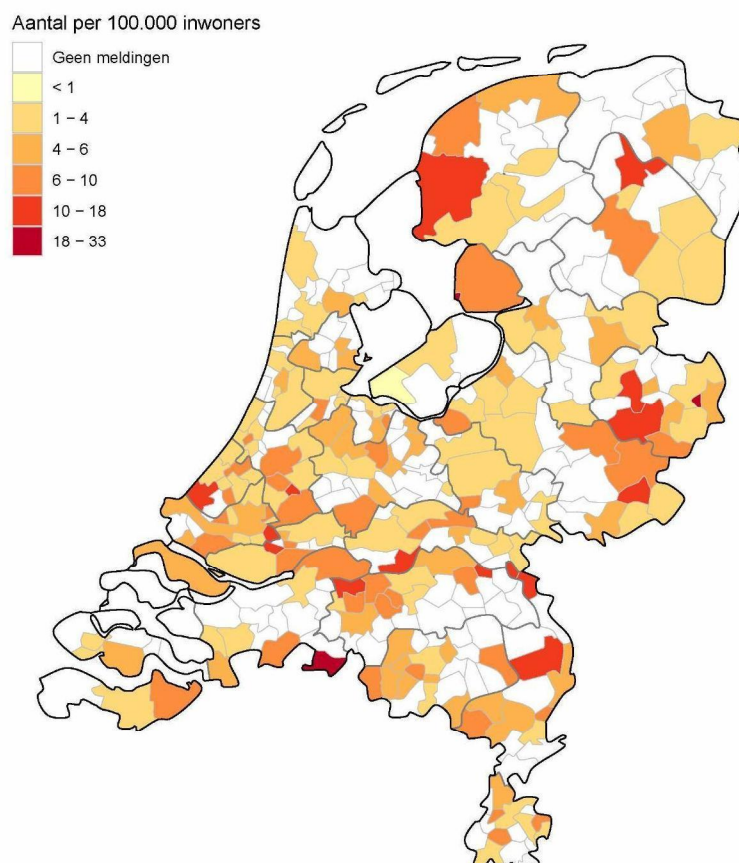 Aantal per 100.000 inwoners
Geen meldingen
< 1
1 – 4
4 – 6
6 – 10
10 – 18
18 – 33